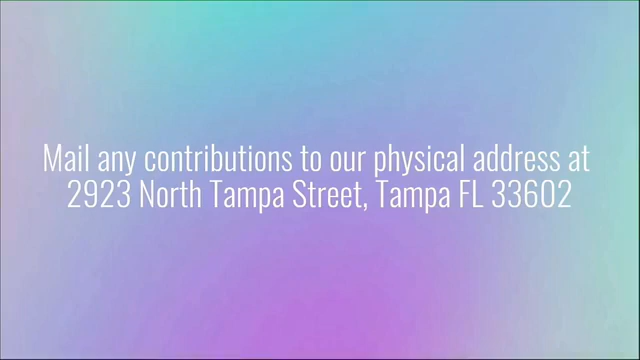 Mail any contributions to our physical address at
2923 North Tampa Street, Tampa FL 33602